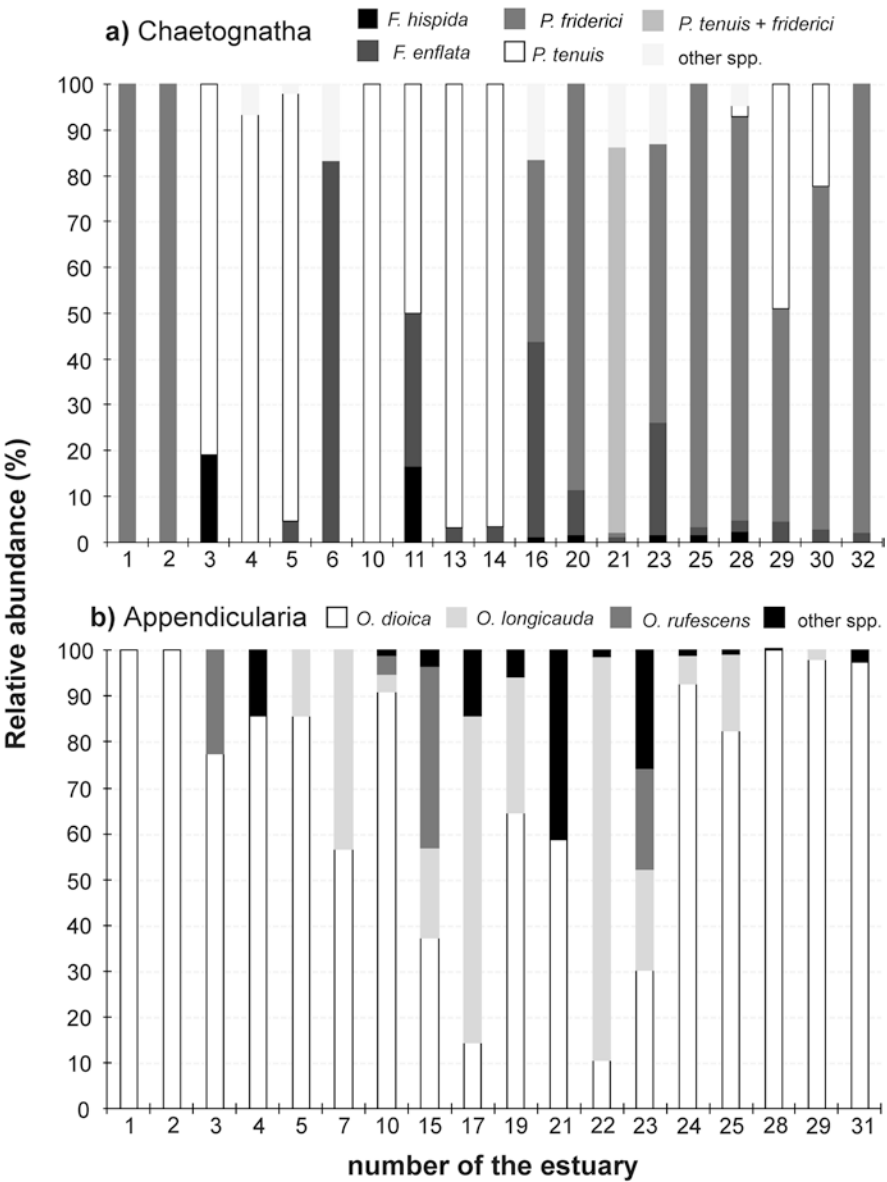 a) Chaetognatha
F. hispida P. friderici P. tenuis + friderici
F. enflata P. tenuis other spp.
100
90
80
70
60
50
40
30
20
10
0
1 2 3 4 5 6 10 11 13 14 16 20 21 23 25 28 29 30 32
Relative abundance (%)
b) Appendicularia O. dioica O. longicauda O. rufescens other spp.
100
90
80
70
60
50
40
30
20
10
0
1 2 3 4 5 7 10 15 17 19 21 22 23 24 25 28 29 31
number of the estuary